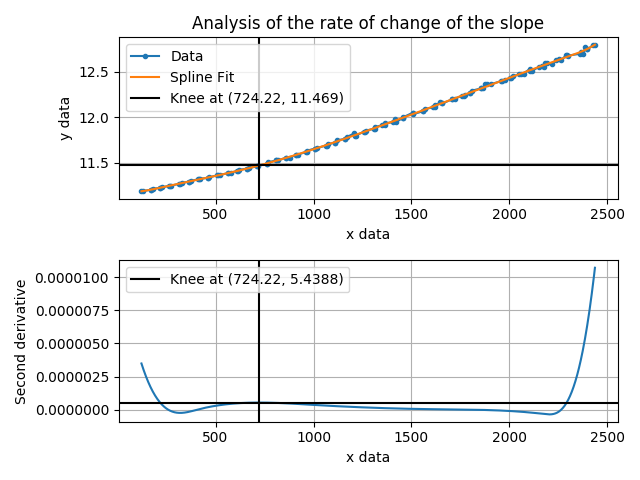 Analysis of the rate of change of the slope
Data
Spline Fit
Knee at (724.22, 11.469)
12.5
12.0
11.5
y data
500 1000 1500 2000 2500
x data
Knee at (724.22, 5.4388)
0.0000100
0.0000075
0.0000050
0.0000025
0.0000000
Second derivative
500 1000 1500 2000 2500
x data